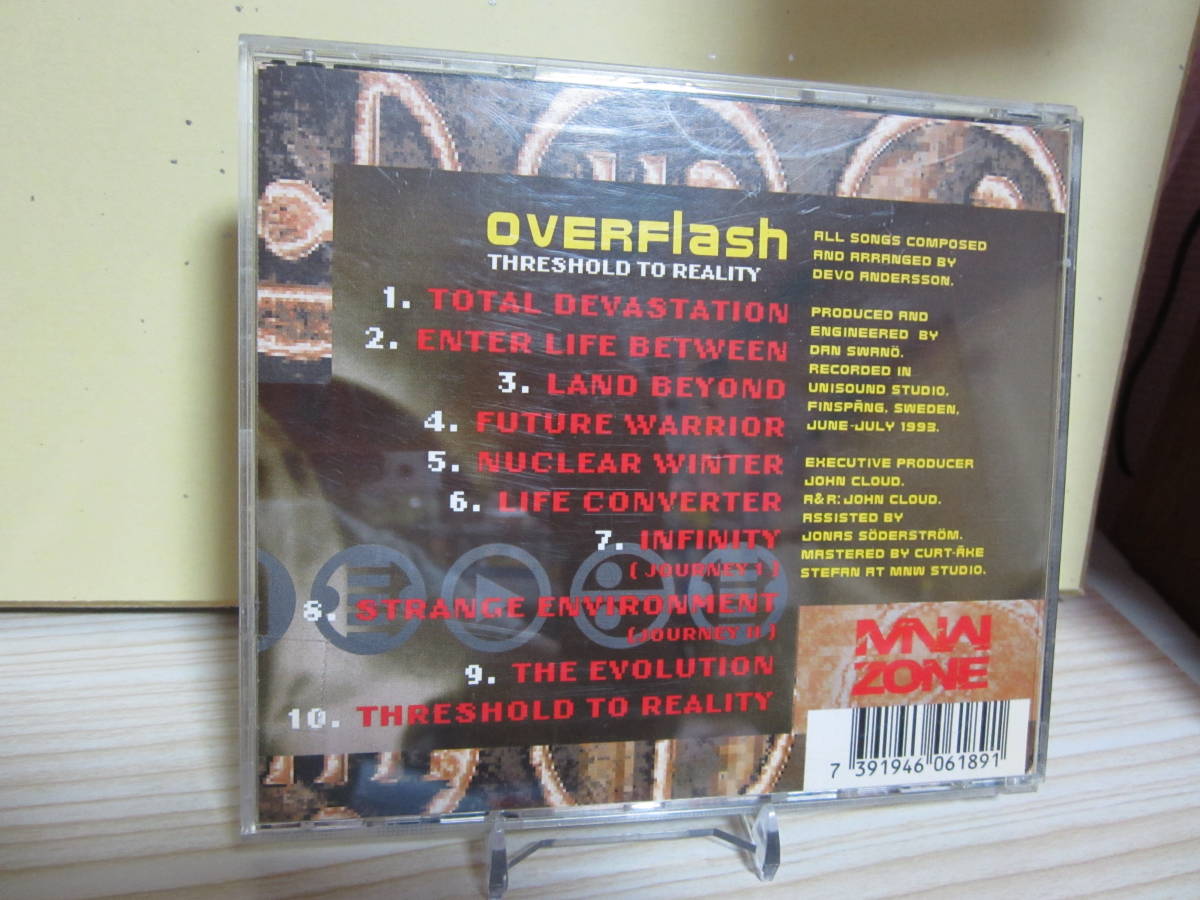 OVERFlash
THRESHOLD TO REALITY
1. TOTAL DEVASTATION
2. ENTER LIFE BETWEEN
3. LAND BEYOND
4. FUTURE WARRIOR
5. NUCLEAR WINTER
6. LIFE CONVERTER
7. INFINITY
( JOURNEY I )
8. STRANGE ENVIRONMENT
(JOURNEY II )
9. THE EVOLUTION
10. THRESHOLD TO REALITY
ALL SONGS COMPOSED
AND ARRANGED BY
DEVO ANDERSSON.
PRODUCED AND
ENGINEERED BY
DAN SWANÖ.
RECORDED IN
UNISOUND STUDIO,
FINSPÅNG, SWEDEN,
JUNE-JULY 1993.
EXECUTIVE PRODUCER
JOHN CLOUD.
A&R: JOHN CLOUD.
ASSISTED BY
JONAS SÖDERSTRÖM.
MASTERED BY CURT-ÅKE
STEFAN AT MNW STUDIO.
MNW
ZONE
7 391946 061891